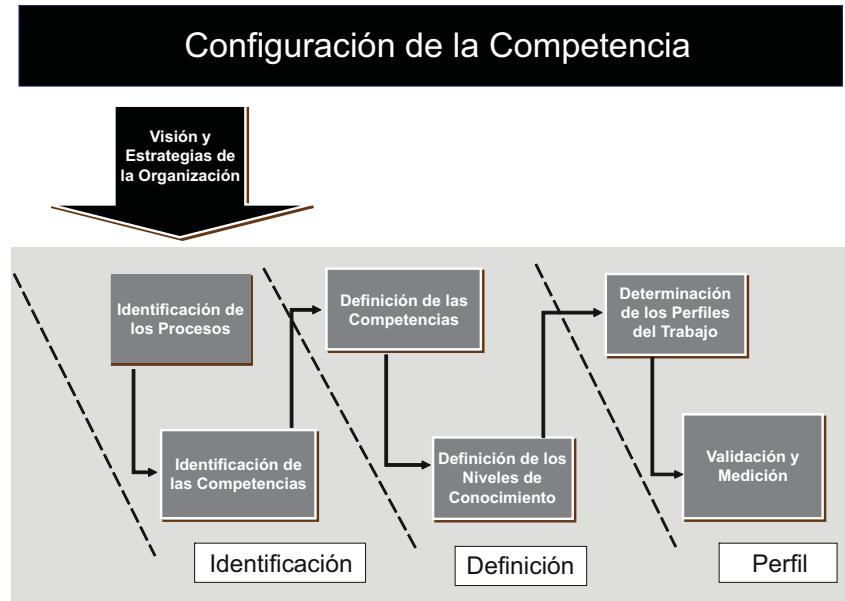 Configuración de la Competencia
Visión y
Estrategias de
la Organización
Identificación de
los Procesos
Identificación de
las Competencias
Definición de las
Competencias
Definición de los
Niveles de
Conocimiento
Determinación
de los Perfiles
del Trabajo
Validación y
Medición
Identificación
Definición
Perfil